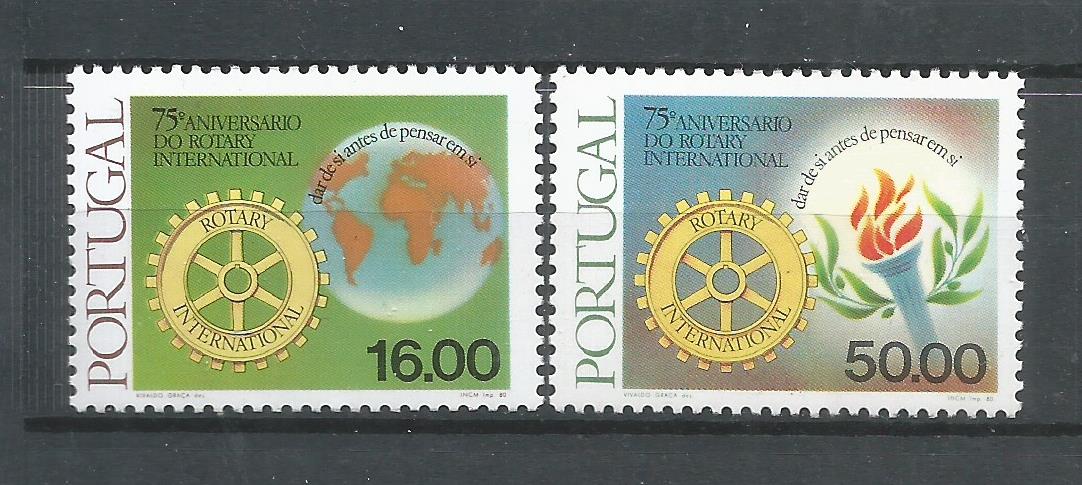 PORTUGAL
75º ANIVERSARIO
DO ROTARY
INTERNATIONAL
dar de si antes de pensar em si
ROTARY
INTERNATIONAL
16.00
VIVALDO GRAÇA des.
INCM Imp. 80
PORTUGAL
75º ANIVERSARIO
DO ROTARY
INTERNATIONAL
dar de si antes de pensar em si
ROTARY
INTERNATIONAL
50.00
VIVALDO GRAÇA des.
INCM Imp. 80